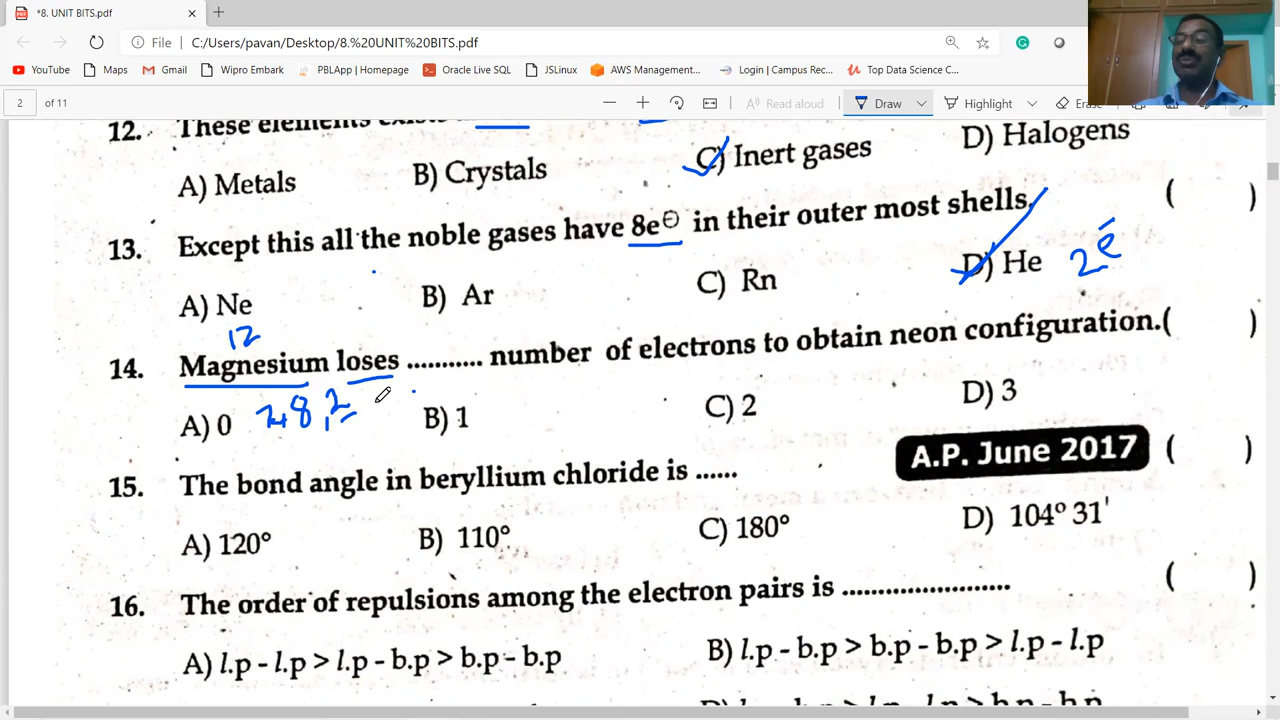 *8. UNIT BITS.pdf
File C:/Users/pavan/Desktop/8.%20UNIT%20BITS.pdf
YouTube Maps Gmail Wipro Embark PBLApp | Homepage Oracle Live SQL JSLinux AWS Management... Login | Campus Rec... Top Data Science C...
2 of 11 Read aloud Draw Highlight Erase
12. These elements exist
A) Metals B) Crystals C) Inert gases D) Halogens
13. Except this all the noble gases have 8e⊖ in their outer most shells. ( )
A) Ne B) Ar C) Rn D) He 2e-
12
14. Magnesium loses ........... number of electrons to obtain neon configuration.( )
A) 0 2,8,2 B) 1 C) 2 D) 3
15. The bond angle in beryllium chloride is ...... A.P. June 2017 ( )
A) 120° B) 110° C) 180° D) 104° 31'
16. The order of repulsions among the electron pairs is ....................... ( )
A) l.p - l.p > l.p - b.p > b.p - b.p B) l.p - b.p > b.p - b.p > l.p - l.p